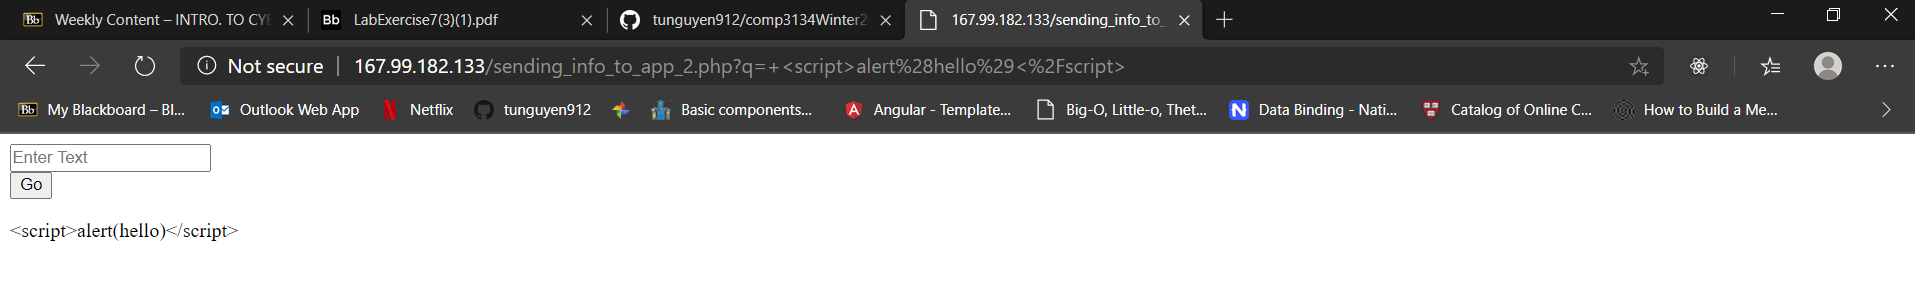 Weekly Content – INTRO. TO CYE
Bb LabExercise7(3)(1).pdf
tunguyen912/comp3134Winter2
167.99.182.133/sending_info_to_
Not secure | 167.99.182.133/sending_info_to_app_2.php?q=+<script>alert%28hello%29<%2Fscript>
Bb My Blackboard – Bl... Outlook Web App Netflix tunguyen912 Basic components... Angular - Template... Big-O, Little-o, Thet... N Data Binding - Nati... Catalog of Online C... How to Build a Me...
Enter Text
Go
<script>alert(hello)</script>